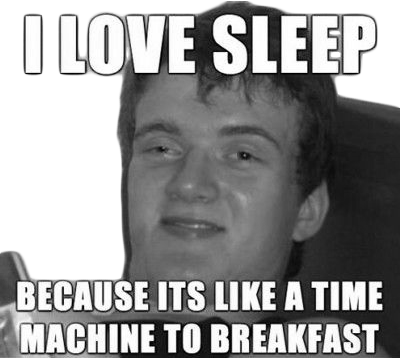 I LOVE SLEEP
BECAUSE ITS LIKE A TIME
MACHINE TO BREAKFAST